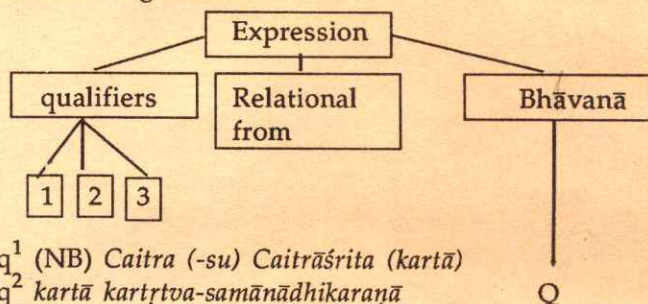 Expression
qualifiers Relational from Bhāvanā
1 2 3
q¹ (NB) Caitra (-su) Caitrāśrita (kartā)
q² kartā kartṛtva-samānādhikaraṇā Q